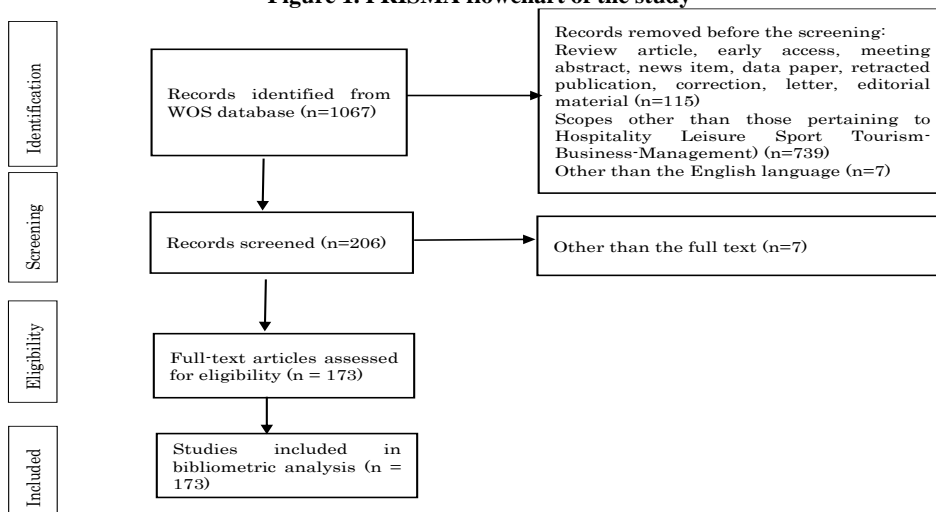 Figure 1. PRISMA flowchart of the study
Identification
Records identified from
WOS database (n=1067)
Records removed before the screening:
Review article, early access, meeting
abstract, news item, data paper, retracted
publication, correction, letter, editorial
material (n=115)
Scopes other than those pertaining to
Hospitality Leisure Sport Tourism-
Business-Management) (n=739)
Other than the English language (n=7)
Screening
Records screened (n=206)
Other than the full text (n=7)
Eligibility
Full-text articles assessed
for eligibility (n = 173)
Included
Studies included in
bibliometric analysis (n =
173)